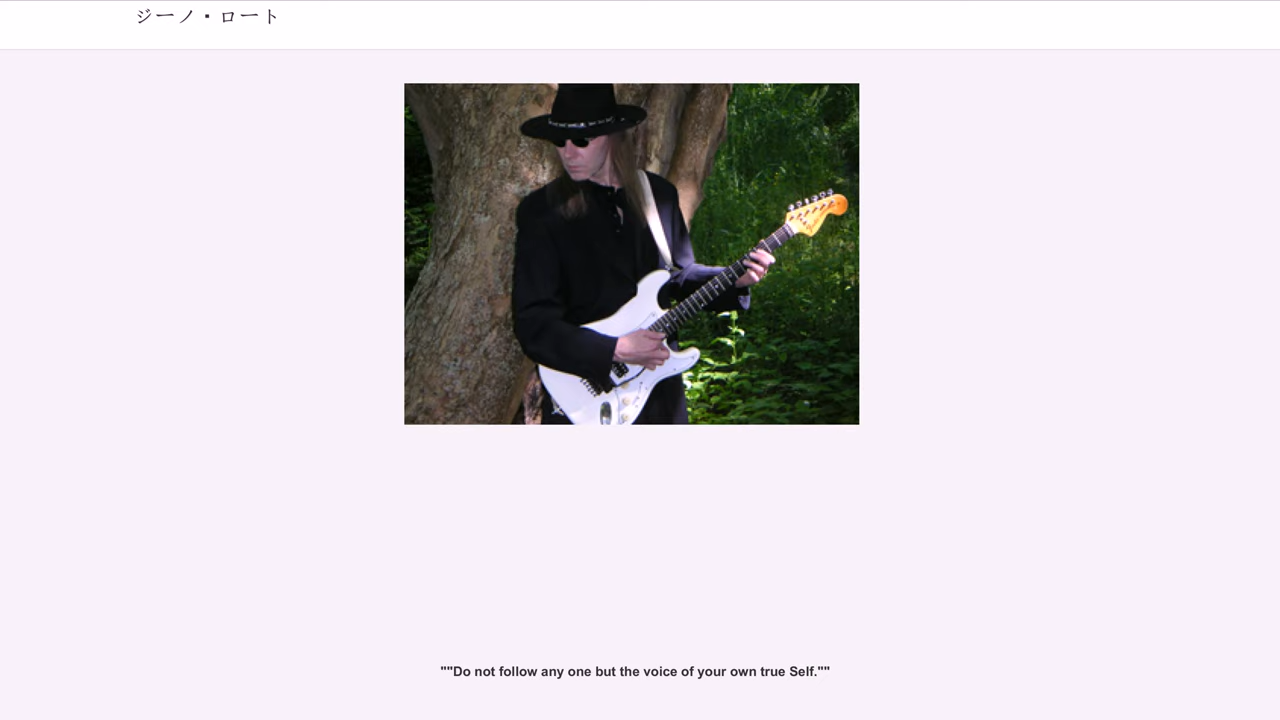 ジーノ・ロート
""Do not follow any one but the voice of your own true Self.""